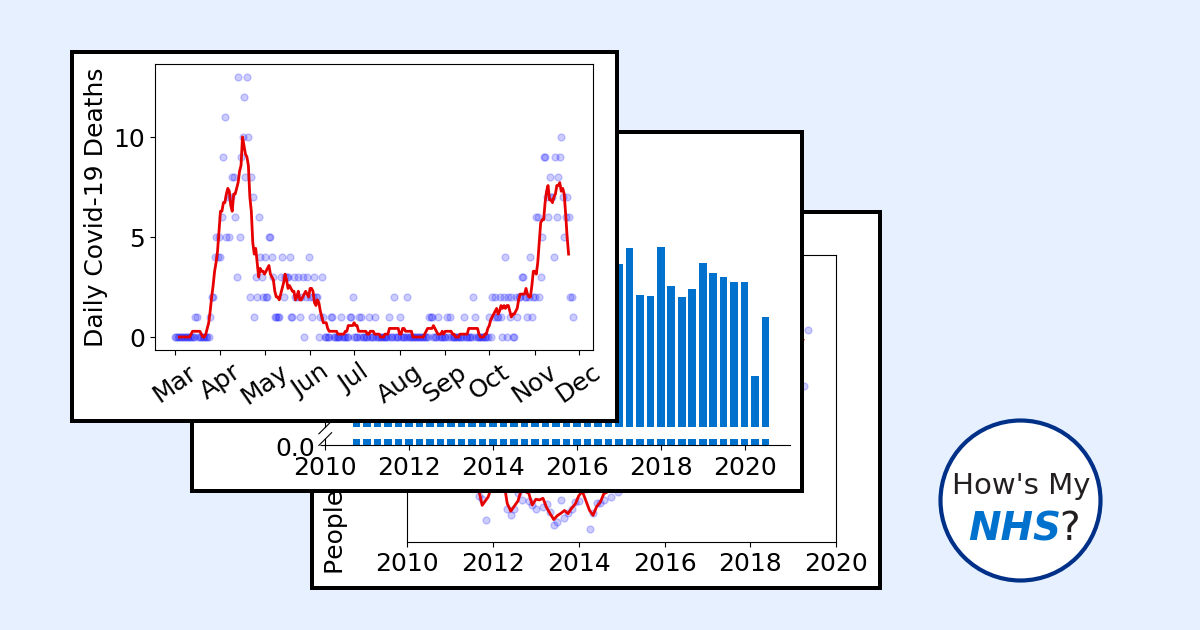 Daily Covid-19 Deaths
10
5
0
Mar Apr May Jun Jul Aug Sep Oct Nov Dec
0.0
2010 2012 2014 2016 2018 2020
People
2010 2012 2014 2016 2018 2020
How's My
NHS?